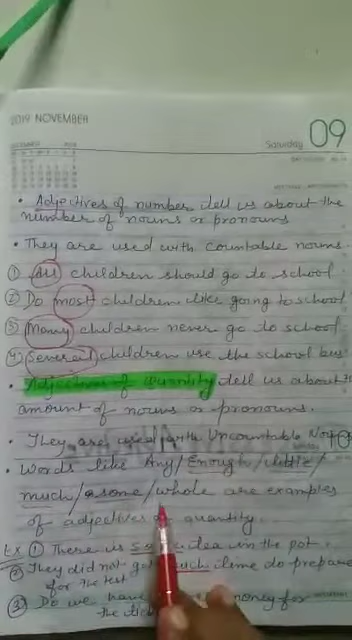 2019 NOVEMBER
Saturday 09
• Adjectives of number tell us about the
number of nouns or pronouns
• They are used with countable nouns
① All children should go to school
② Do most children like going to school
③ Many children never go to school
④ Several children use the school bus
• Adjectives of quantity tell us about
amount of nouns or pronouns.
• They are used with Uncountable
• Words like Any/Enough/little/
much/some/whole are examples
of adjectives of quantity.
Ex ① There is in the pot.
② They did not get time to prepare
for the test
③ Do we have money for
the